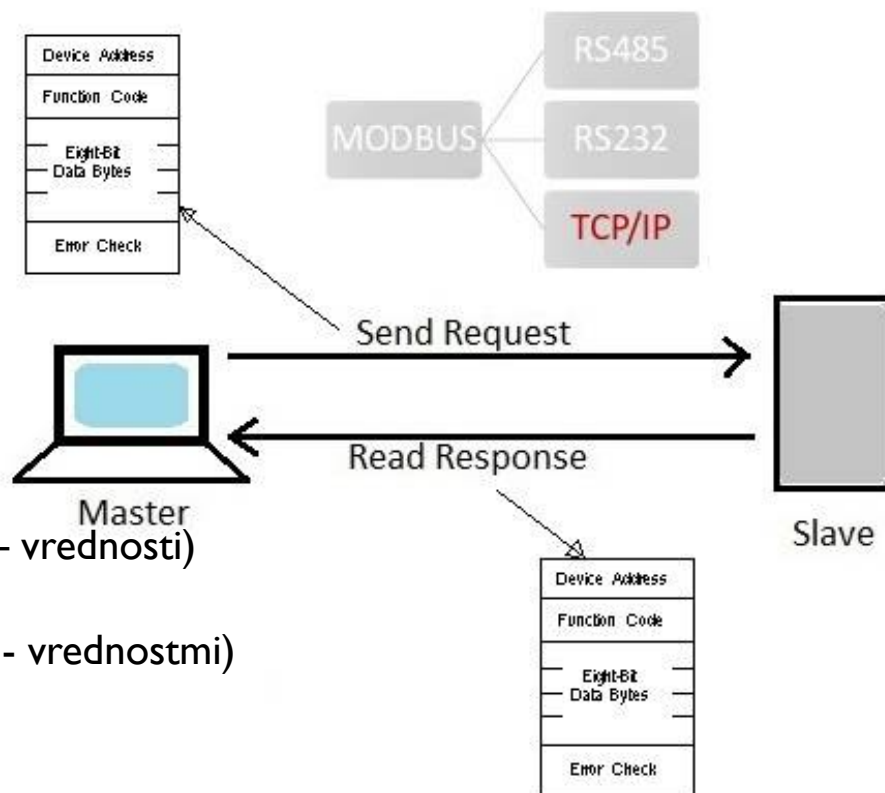 Device Address
Function Code
Eight-Bit
Data Bytes
Error Check
MODBUS
RS485
RS232
TCP/IP
Send Request
Read Response
Master
Slave
- vrednosti)
- vrednostmi)
Device Address
Function Code
Eight-Bit
Data Bytes
Error Check